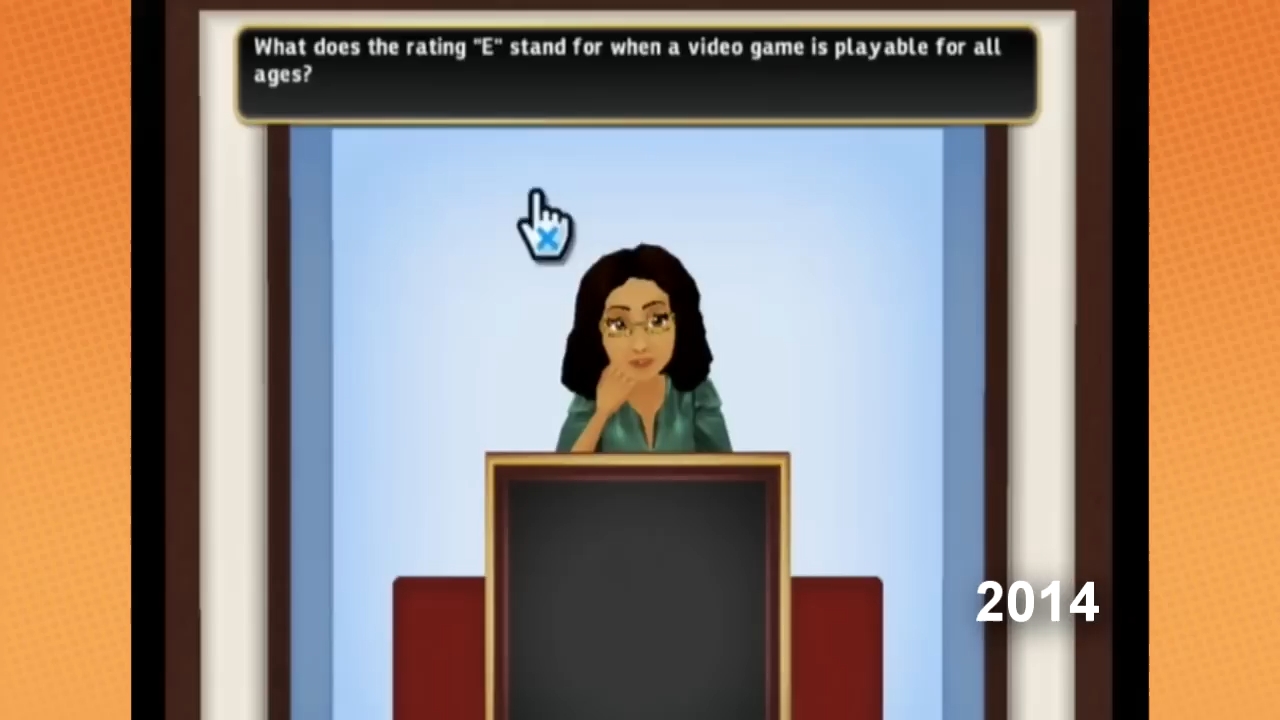 What does the rating "E" stand for when a video game is playable for all
ages?
2014